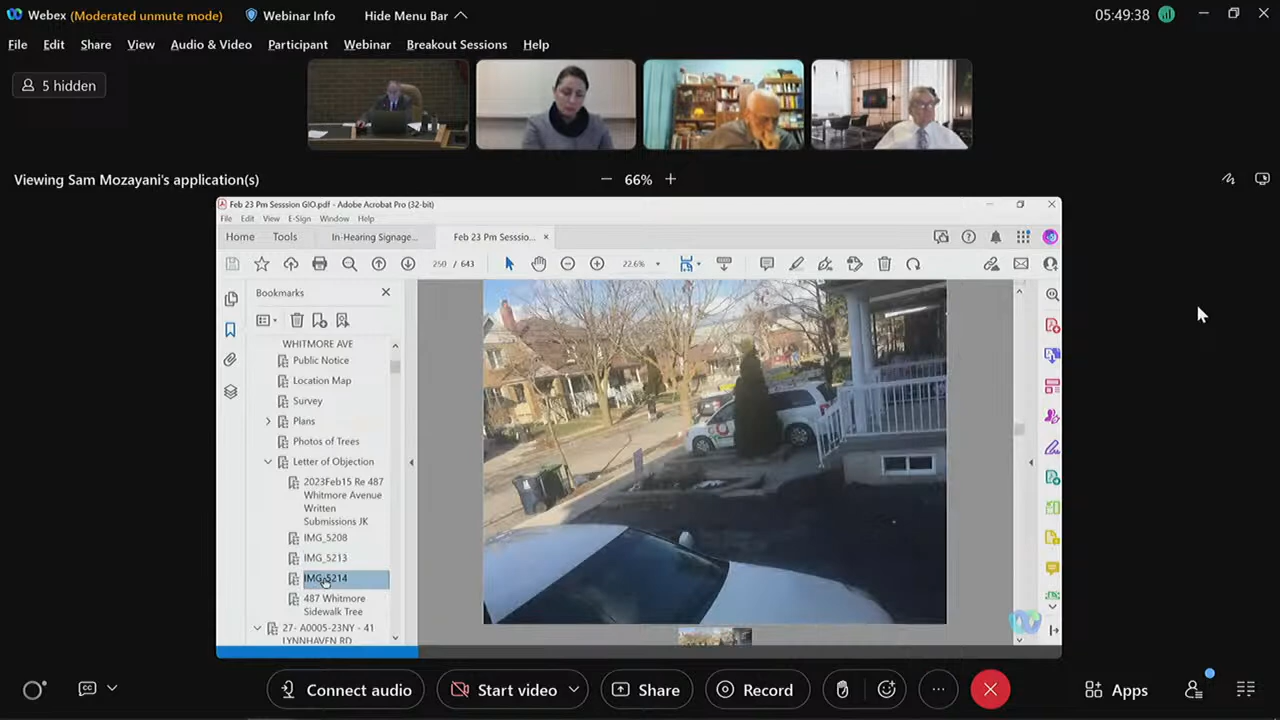 Webex (Moderated unmute mode) Webinar Info Hide Menu Bar 05:49:38
File Edit Share View Audio & Video Participant Webinar Breakout Sessions Help
5 hidden
Viewing Sam Mozayani's application(s) 66%
Feb 23 Pm Sesssion GIO.pdf - Adobe Acrobat Pro (32-bit)
File Edit View E-Sign Window Help
Home Tools In-Hearing Signage... Feb 23 Pm Sesssio...
250 / 643 22.6%
Bookmarks
WHITMORE AVE
Public Notice
Location Map
Survey
Plans
Photos of Trees
Letter of Objection
2023Feb15 Re 487
Whitmore Avenue
Written
Submissions JK
IMG_5208
IMG_5213
IMG_5214
487 Whitmore
Sidewalk Tree
27- A0005-23NY - 41
LYNNHAVEN RD
Connect audio Start video Share Record Apps